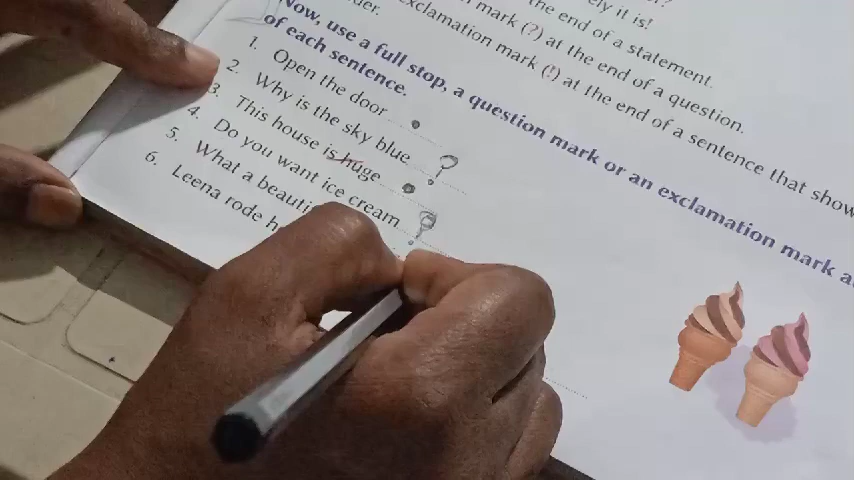 ely it is!
the end of a statement.
mark (?) at the end of a question.
exclamation mark (!) at the end of a sentence that show
Now, use a full stop, a question mark or an exclamation mark a
of each sentence.
1. Open the door .
2. Why is the sky blue ?
3. This house is huge .
4. Do you want ice cream ?
5. What a
6. Leena rode